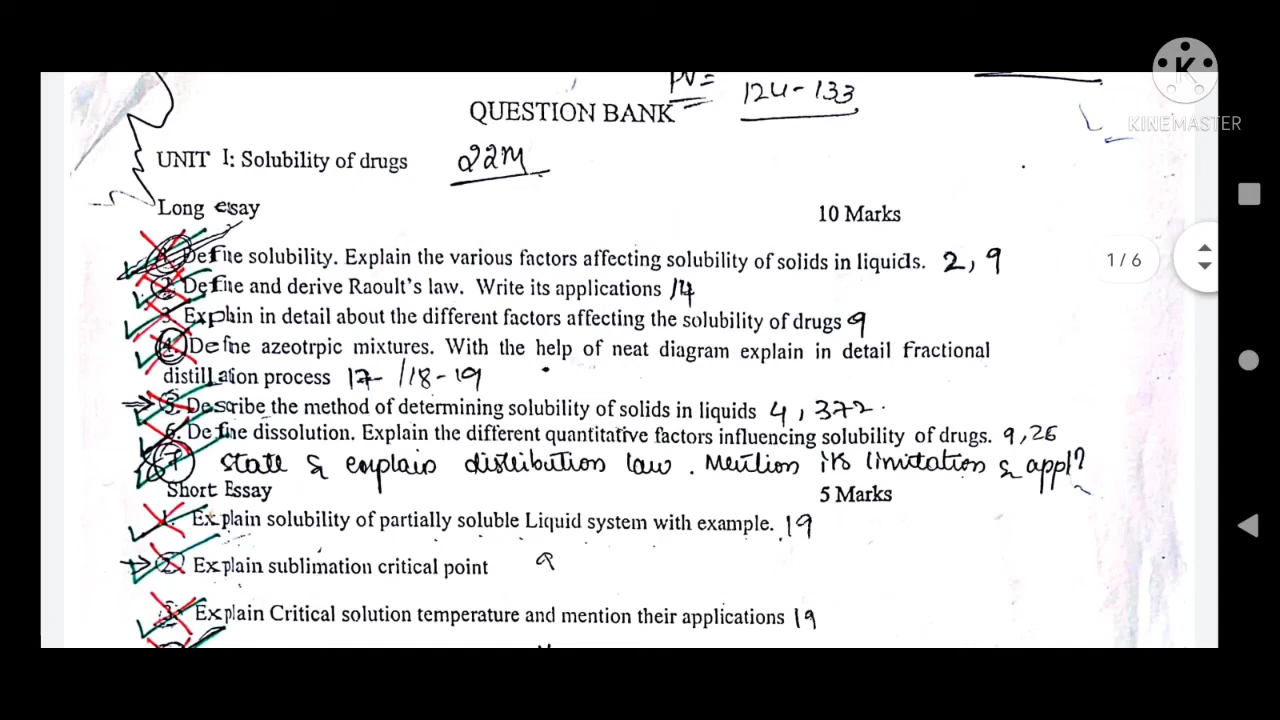 PV=
124-133
KINEMASTER
QUESTION BANK
UNIT I: Solubility of drugs 22M
Long essay 10 Marks
1. Define solubility. Explain the various factors affecting solubility of solids in liquids. 2, 9
2. Define and derive Raoult's law. Write its applications 14
3. Explain in detail about the different factors affecting the solubility of drugs 9
4. Define azeotrpic mixtures. With the help of neat diagram explain in detail fractional
distillation process 17- /18-19
5. Describe the method of determining solubility of solids in liquids 4, 372.
6. Define dissolution. Explain the different quantitative factors influencing solubility of drugs. 9,26
7 State & explain distribution law. Mention its limitation & appl?
Short Essay 5 Marks
1. Explain solubility of partially soluble Liquid system with example. 19
2. Explain sublimation critical point
3. Explain Critical solution temperature and mention their applications 19
1/6